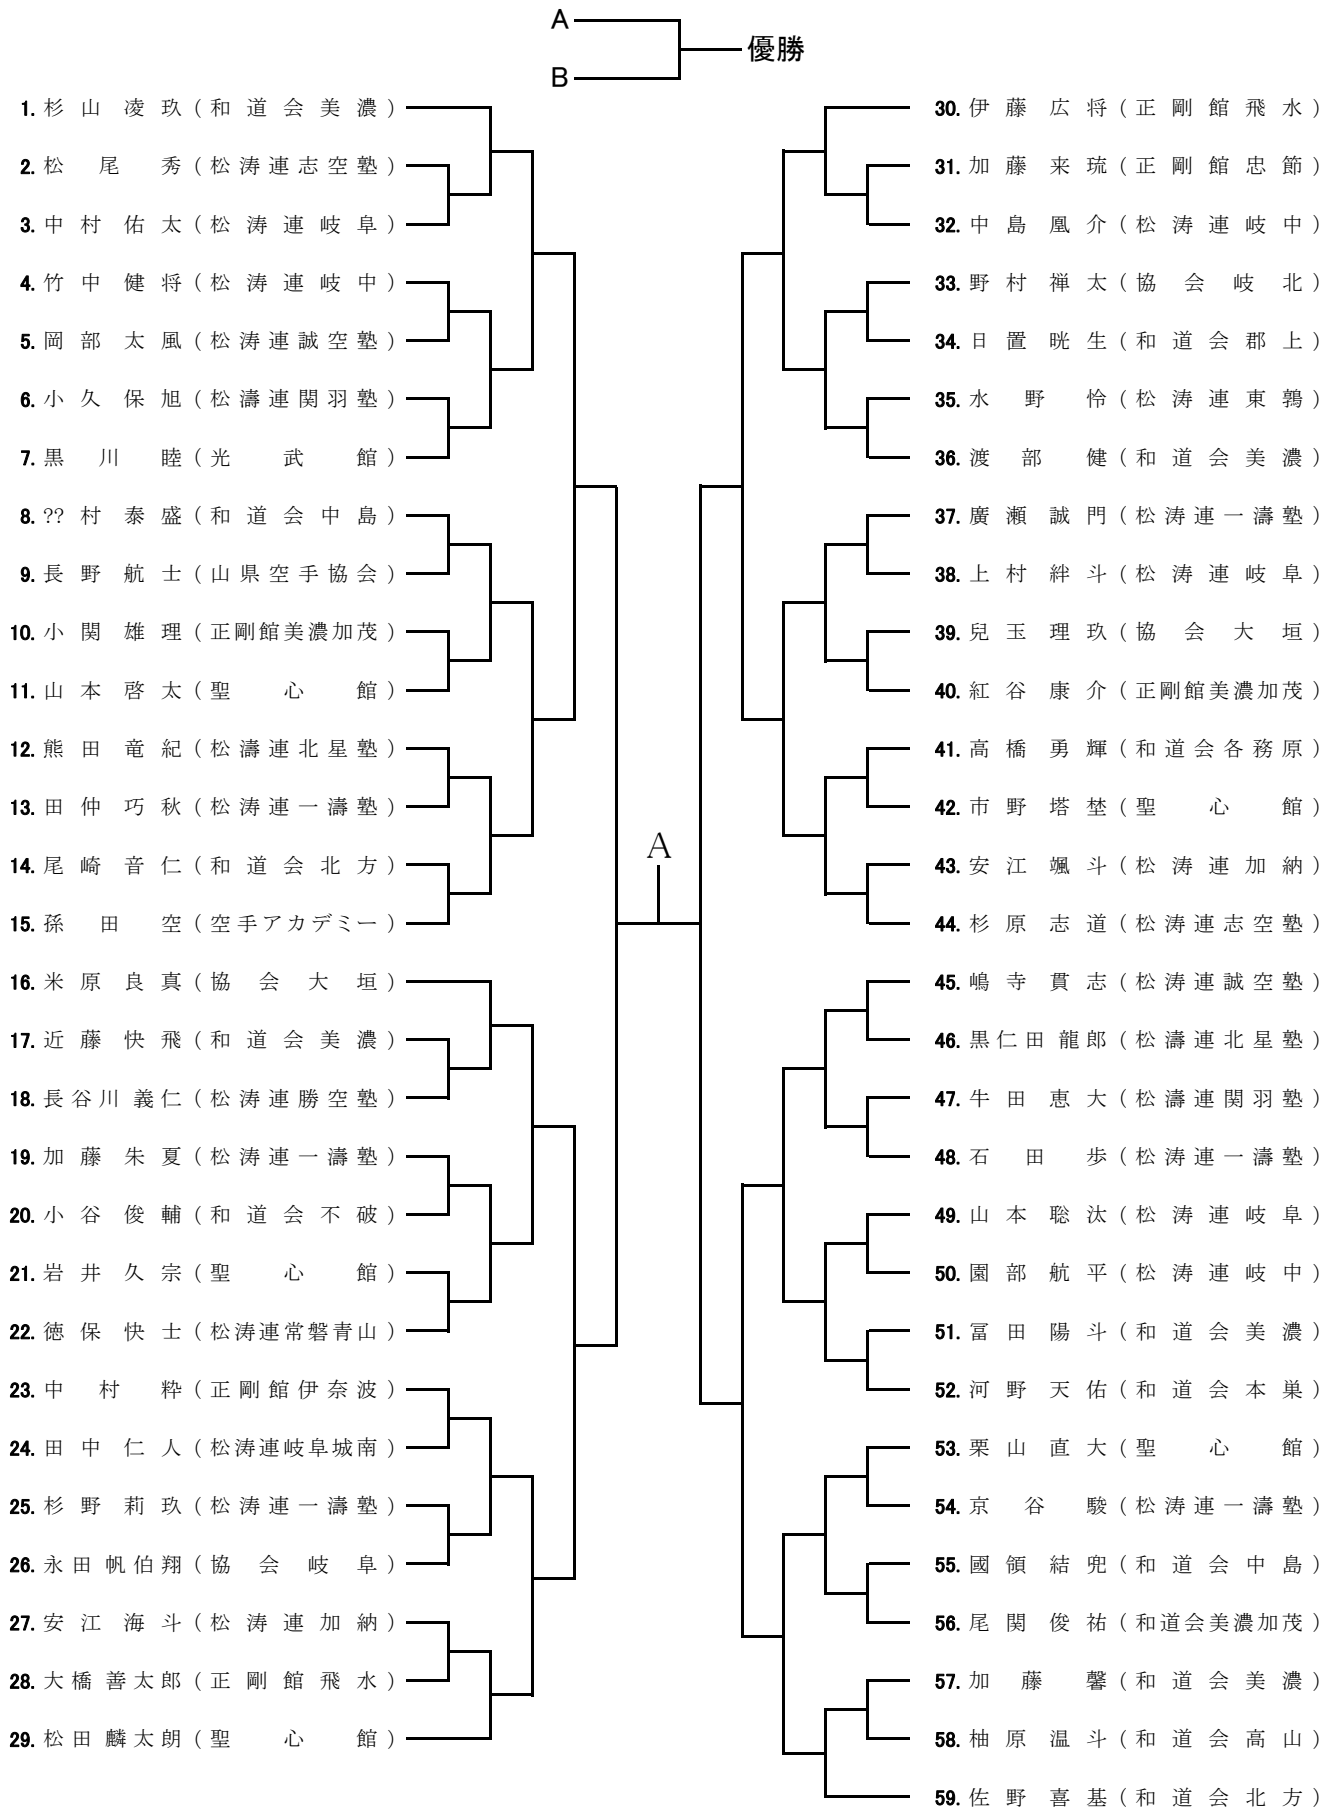 A
優勝
B
1. 杉山凌玖(和道会美濃)
2. 松尾秀(松涛連志空塾)
3. 中村佑太(松涛連岐阜)
4. 竹中健将(松涛連岐中)
5. 岡部太風(松涛連誠空塾)
6. 小久保旭(松濤連関羽塾)
7. 黒川睦(光武館)
8. ??村泰盛(和道会中島)
9. 長野航士(山県空手協会)
10. 小関雄理(正剛館美濃加茂)
11. 山本啓太(聖心館)
12. 熊田竜紀(松濤連北星塾)
13. 田仲巧秋(松涛連一濤塾)
14. 尾崎音仁(和道会北方)
15. 孫田空(空手アカデミー)
16. 米原良真(協会大垣)
17. 近藤快飛(和道会美濃)
18. 長谷川義仁(松涛連勝空塾)
19. 加藤朱夏(松涛連一濤塾)
20. 小谷俊輔(和道会不破)
21. 岩井久宗(聖心館)
22. 徳保快士(松涛連常磐青山)
23. 中村粋(正剛館伊奈波)
24. 田中仁人(松涛連岐阜城南)
25. 杉野莉玖(松涛連一濤塾)
26. 永田帆伯翔(協会岐阜)
27. 安江海斗(松涛連加納)
28. 大橋善太郎(正剛館飛水)
29. 松田麟太朗(聖心館)
A
30. 伊藤広将(正剛館飛水)
31. 加藤来琉(正剛館忠節)
32. 中島凰介(松涛連岐中)
33. 野村禅太(協会岐北)
34. 日置晄生(和道会郡上)
35. 水野怜(松涛連東鶉)
36. 渡部健(和道会美濃)
37. 廣瀬誠門(松涛連一濤塾)
38. 上村絆斗(松涛連岐阜)
39. 兒玉理玖(協会大垣)
40. 紅谷康介(正剛館美濃加茂)
41. 高橋勇輝(和道会各務原)
42. 市野塔埜(聖心館)
43. 安江颯斗(松涛連加納)
44. 杉原志道(松涛連志空塾)
45. 嶋寺貫志(松涛連誠空塾)
46. 黒仁田龍郎(松濤連北星塾)
47. 牛田恵大(松濤連関羽塾)
48. 石田歩(松涛連一濤塾)
49. 山本聡汰(松涛連岐阜)
50. 園部航平(松涛連岐中)
51. 冨田陽斗(和道会美濃)
52. 河野天佑(和道会本巣)
53. 栗山直大(聖心館)
54. 京谷駿(松涛連一濤塾)
55. 國領結兜(和道会中島)
56. 尾関俊祐(和道会美濃加茂)
57. 加藤馨(和道会美濃)
58. 柚原温斗(和道会高山)
59. 佐野喜基(和道会北方)